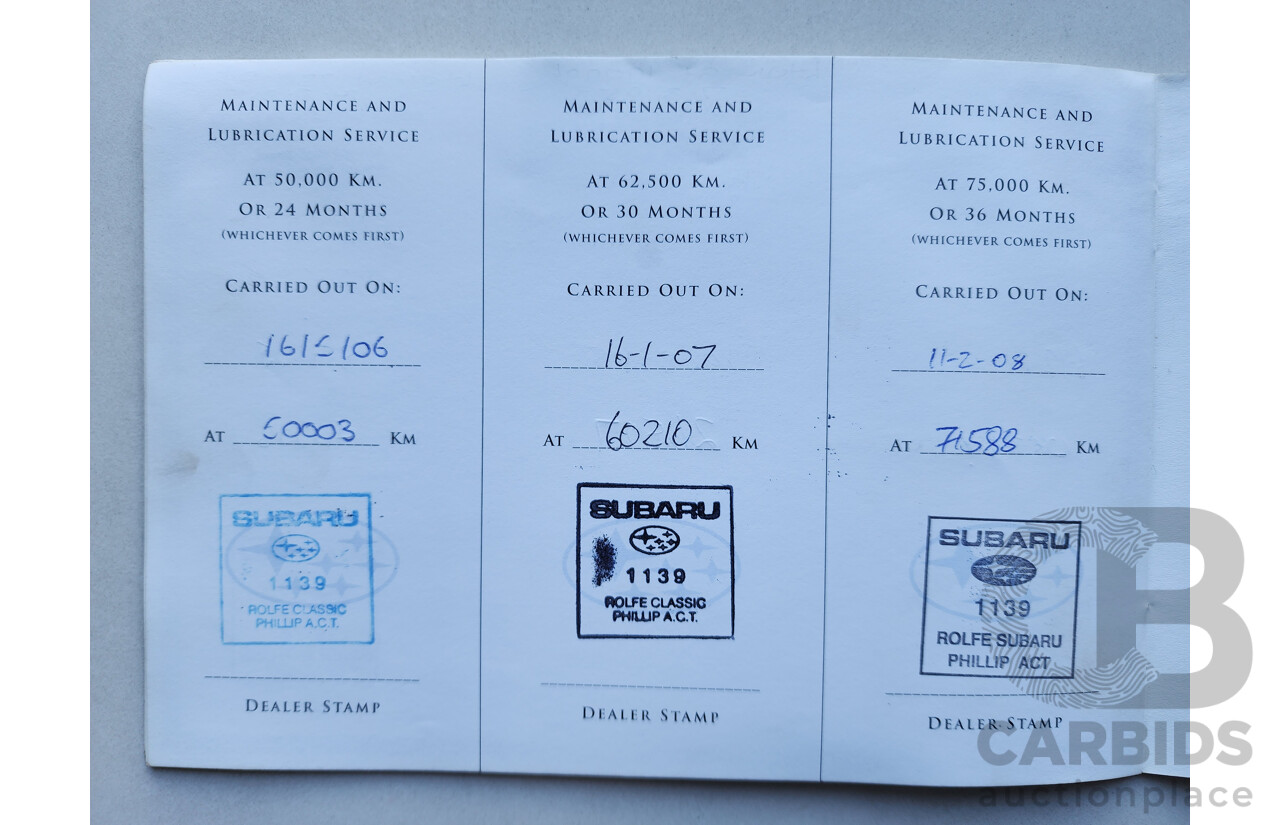 MAINTENANCE AND
LUBRICATION SERVICE
AT 50,000 KM.
OR 24 MONTHS
(WHICHEVER COMES FIRST)
CARRIED OUT ON:
16/5/06
AT 50003 KM
SUBARU
1139
ROLFE CLASSIC
PHILLIP A.C.T.
DEALER STAMP
MAINTENANCE AND
LUBRICATION SERVICE
AT 62,500 KM.
OR 30 MONTHS
(WHICHEVER COMES FIRST)
CARRIED OUT ON:
16-1-07
AT 60210 KM
SUBARU
1139
ROLFE CLASSIC
PHILLIP A.C.T.
DEALER STAMP
MAINTENANCE AND
LUBRICATION SERVICE
AT 75,000 KM.
OR 36 MONTHS
(WHICHEVER COMES FIRST)
CARRIED OUT ON:
11-2-08
AT 71588 KM
SUBARU
1139
ROLFE SUBARU
PHILLIP ACT
DEALER STAMP
B
CARBIDS
auctionplace